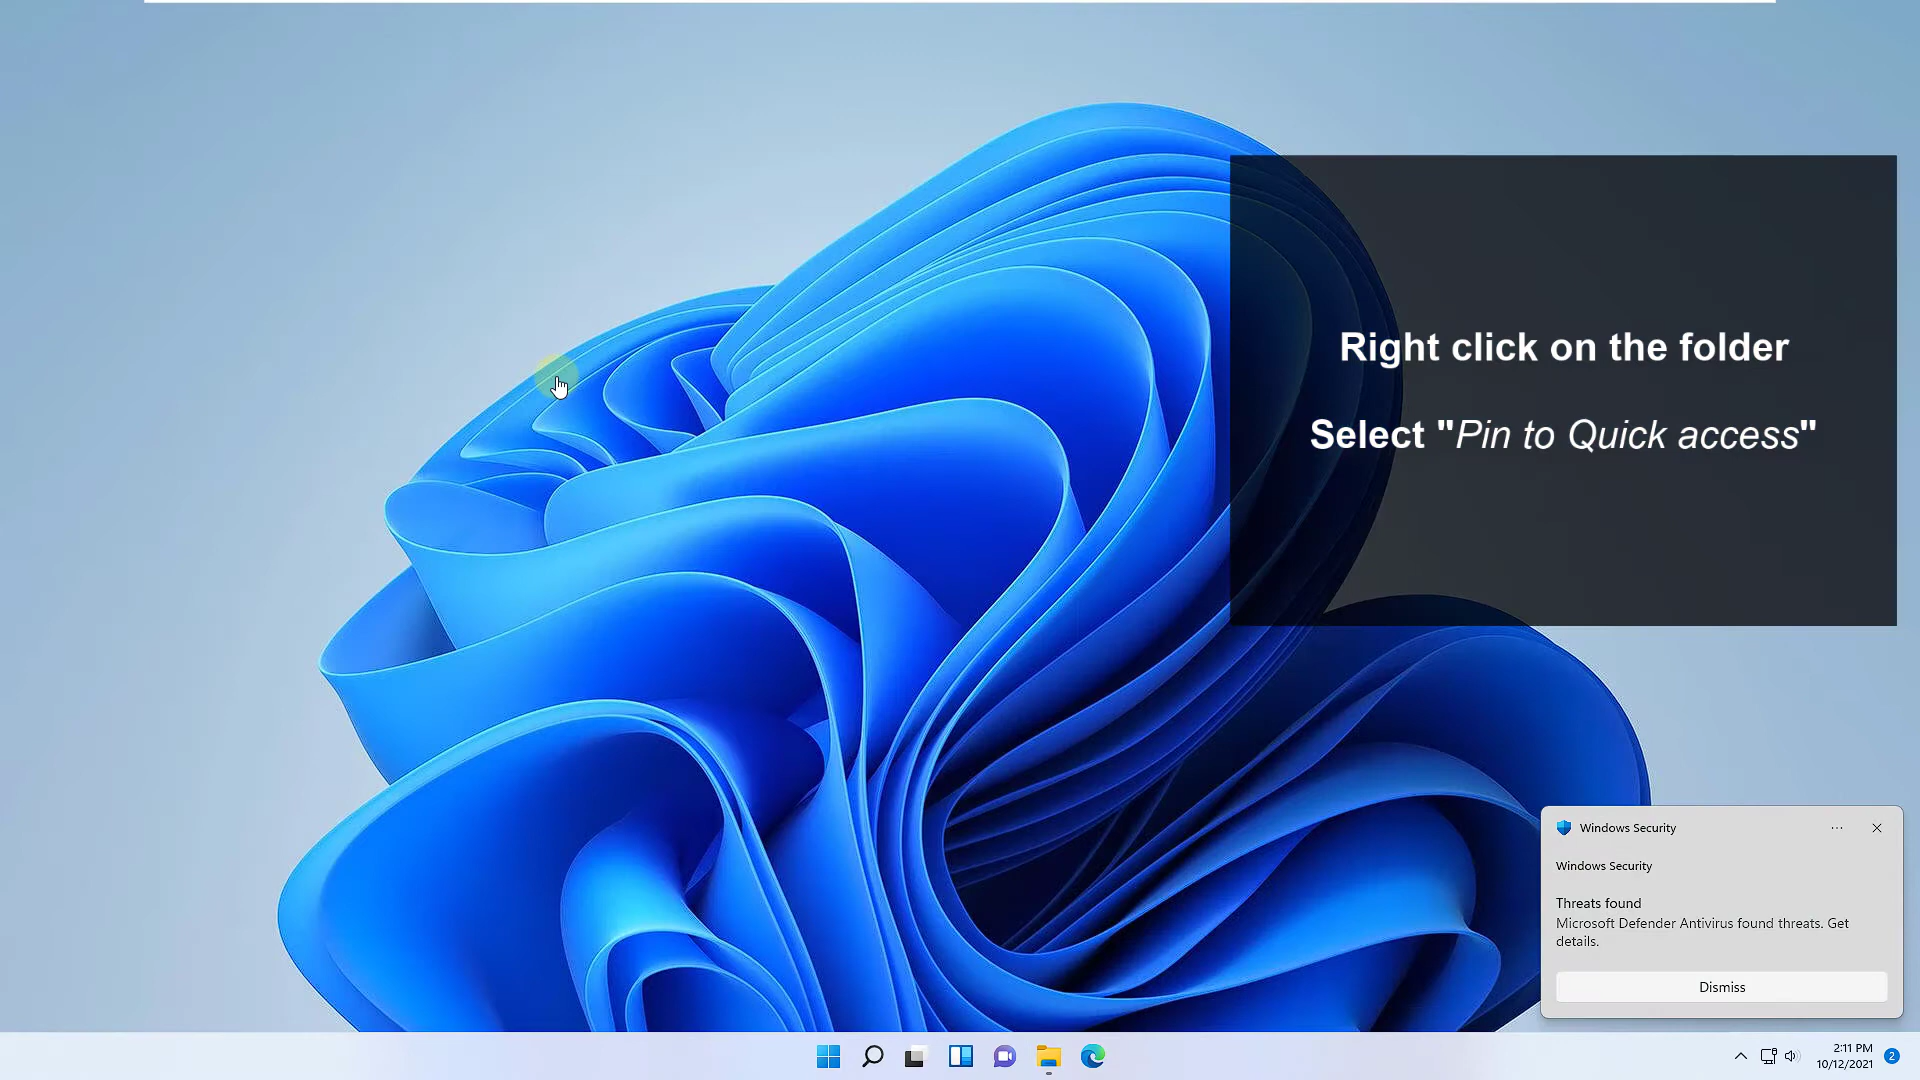 Right click on the folder
Select "Pin to Quick access"
Windows Security
Windows Security
Threats found
Microsoft Defender Antivirus found threats. Get
details.
Dismiss
2:11 PM
10/12/2021
2